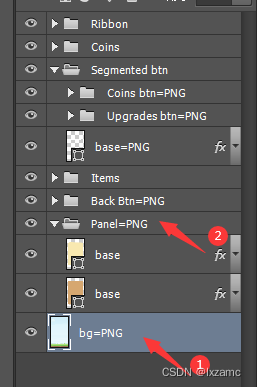 Ribbon
Coins
Segmented btn
Coins btn=PNG
Upgrades btn=PNG
base=PNG fx
Items
Back Btn=PNG
Panel=PNG
2
base fx
base fx
bg=PNG
1
CSDN @lxzamc